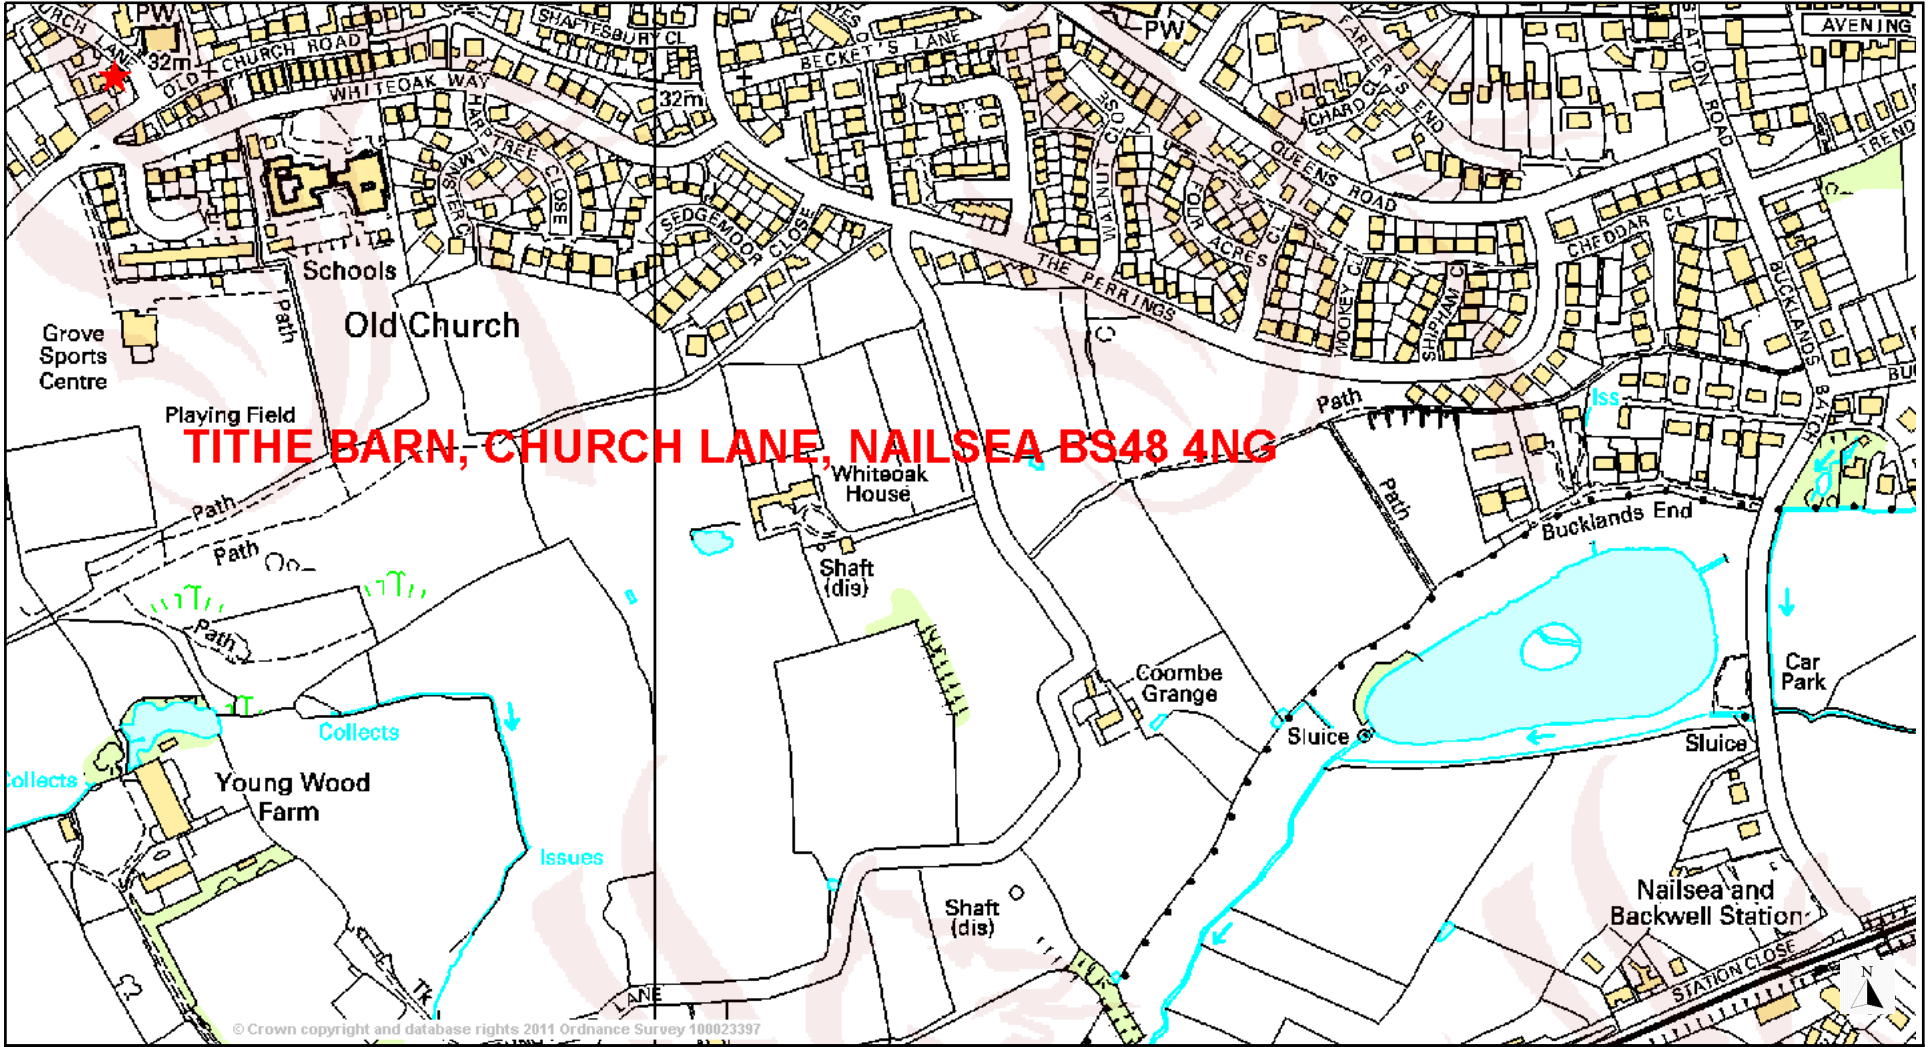 PW
SHAFTESBURY CL
PW
AVENING
CHURCH ROAD
OLD
32m
BECKET'S LANE
FARLER'S END
STATION ROAD
WHITEOAK WAY
32m
CHARD CL
TREND
HARPTREE CLOSE
ILMINSTER C
WALNUT CLOSE
QUEENS ROAD
SEDGEMOOR CLOSE
FOUR ACRES CL
CHEDDAR CL
Schools
Path
THE PERRINGS
WOOKEY CL
SHAPHAM C
BUCKLANDS BATCH
Old Church
Grove
Sports
Centre
C
BU
Playing Field
Path
Iss
TITHE BARN, CHURCH LANE, NAILSEA BS48 4NG
Whiteoak
House
Path
Path
Bucklands End
Path
Shaft
(dis)
Path
Coombe
Grange
Car
Park
Collects
Sluice
Sluice
Collects
Young Wood
Farm
Issues
Shaft
(dis)
Nailsea and
Backwell Station
STATION CLOSE
N
Tk
LANE
© Crown copyright and database rights 2011 Ordnance Survey 100023397